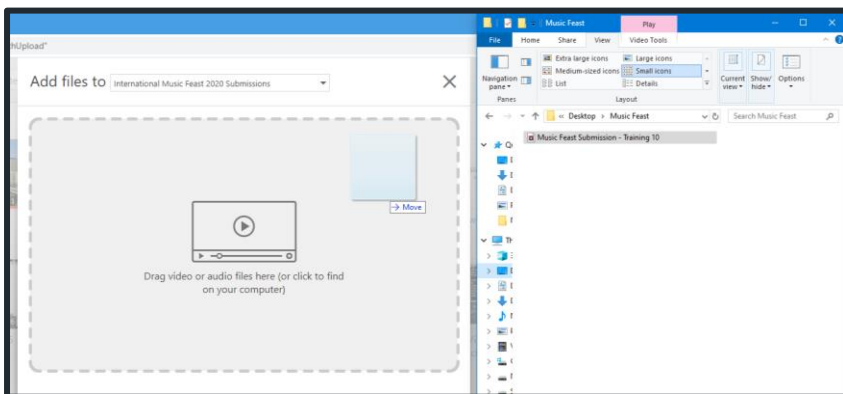 Music Feast
Play
File Home Share View Video Tools
hUpload"
Add files to International Music Feast 2020 Submissions
Extra large icons Large icons
Medium-sized icons Small icons
List Details
Navigation pane
Current view
Show/ hide
Options
Panes
Layout
Desktop > Music Feast
Search Music Feast
Music Feast Submission - Training 10
Move
Drag video or audio files here (or click to find
on your computer)